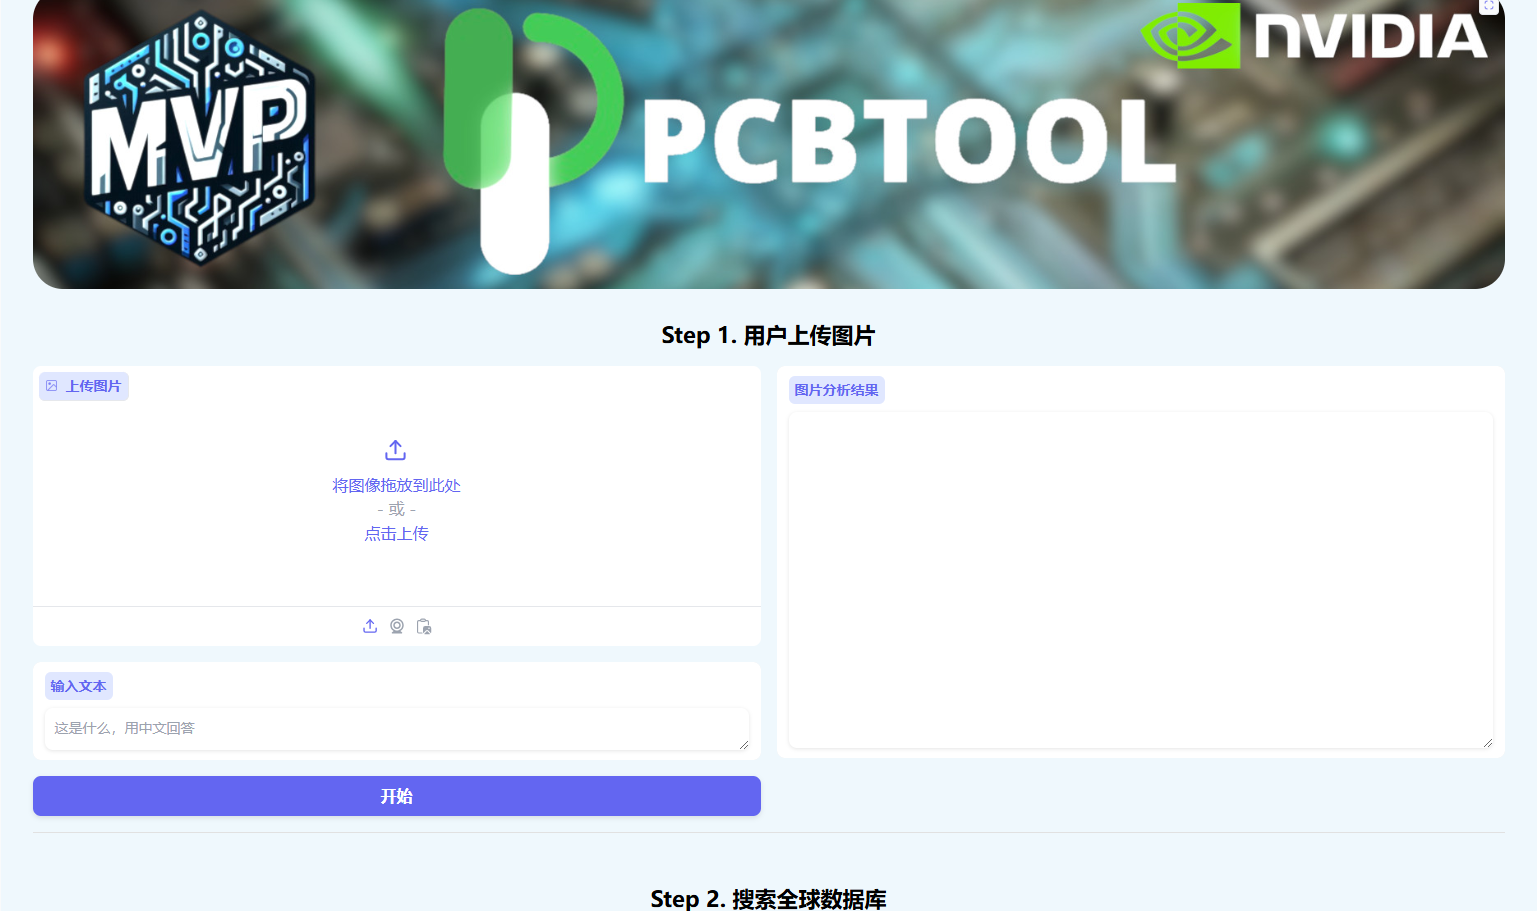 MVP
PCBTOOL
NVIDIA
Step 1. 用户上传图片
上传图片
将图像拖放到此处
- 或 -
点击上传
输入文本
这是什么，用中文回答
开始
图片分析结果
Step 2. 搜索全球数据库